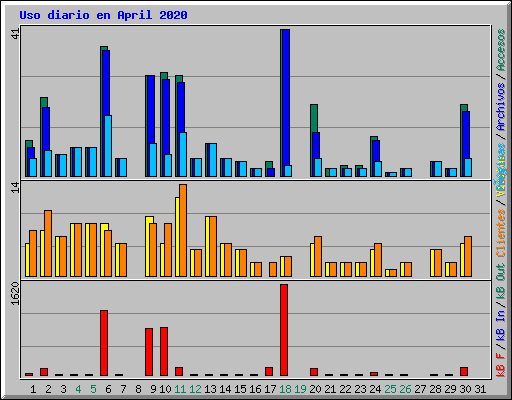 Uso diario en April 2020
41
14
1620
Accesos
/ Archivos /
Páginas
Clientes /
kB F / kB In / kB Out
1 2 3 4 5 6 7 8 9 10 11 12 13 14 15 16 17 18 19 20 21 22 23 24 25 26 27 28 29 30 31